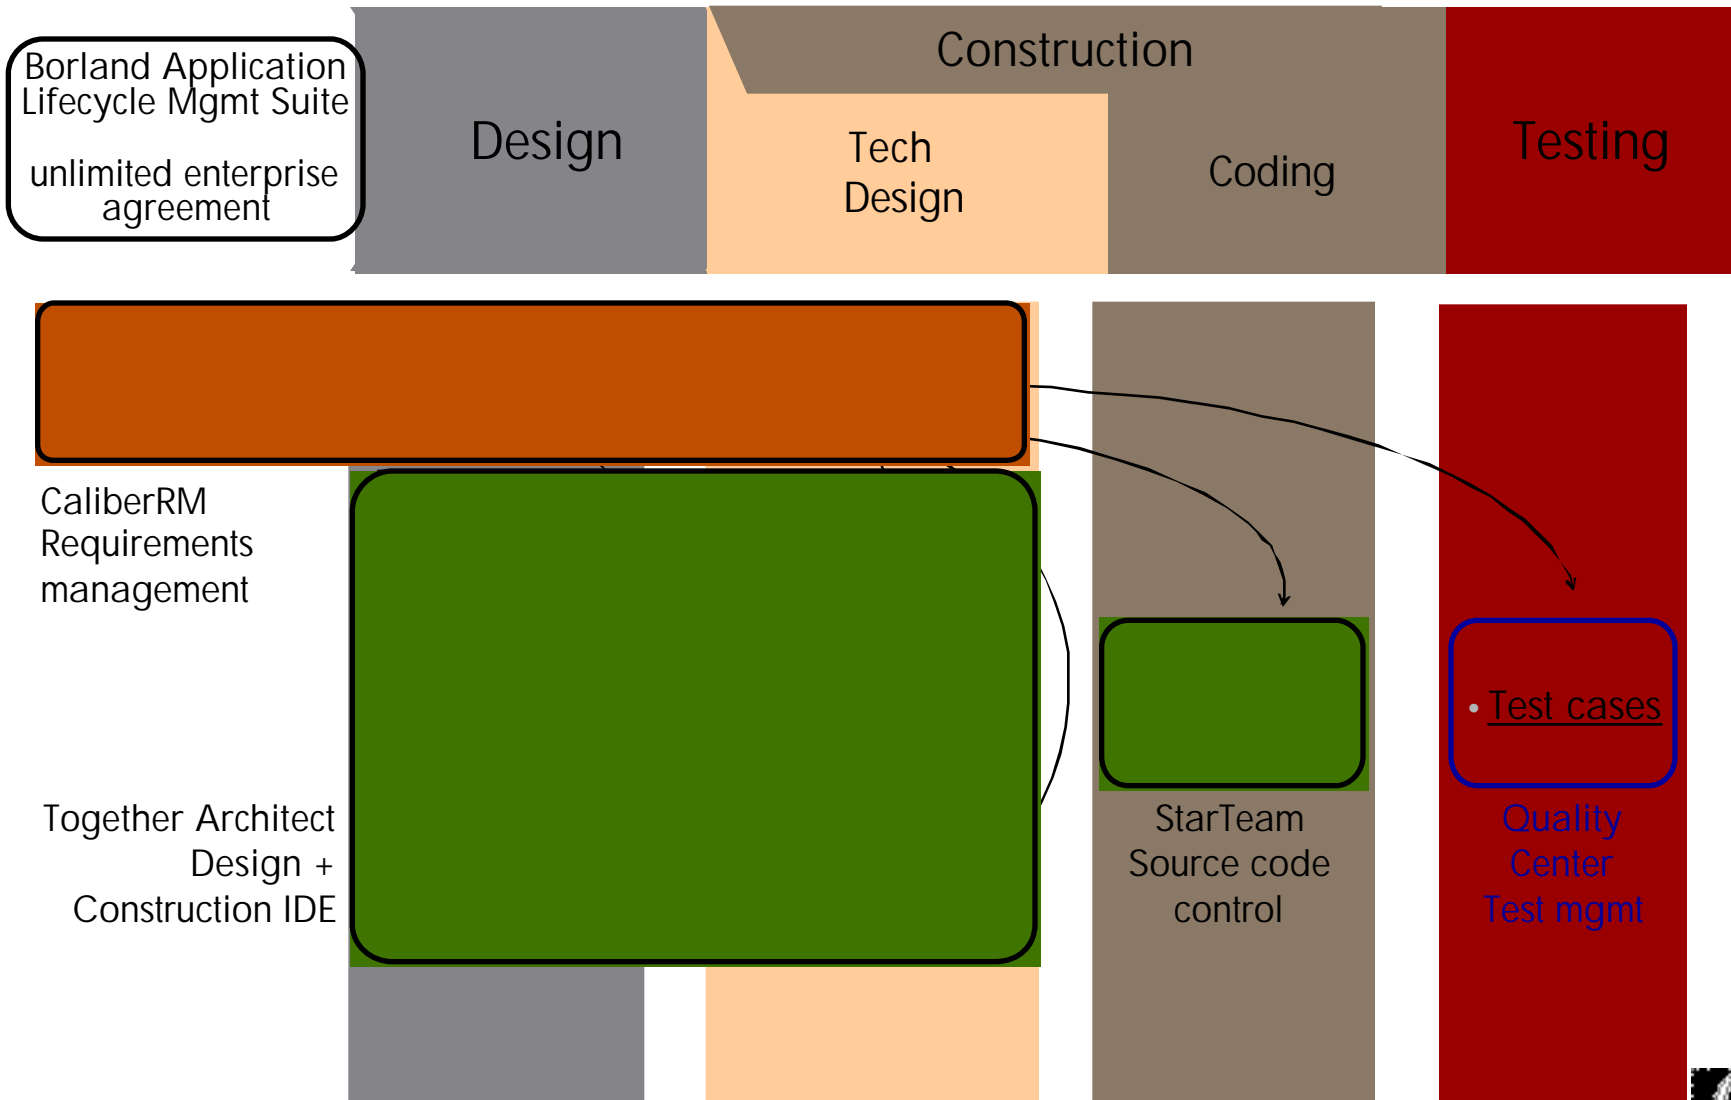 Borland Application
Lifecycle Mgmt Suite
unlimited enterprise
agreement
Design
Construction
Tech
Design
Coding
Testing
CaliberRM
Requirements
management
Together Architect
Design +
Construction IDE
StarTeam
Source code
control
• Test cases
Quality
Center
Test mgmt